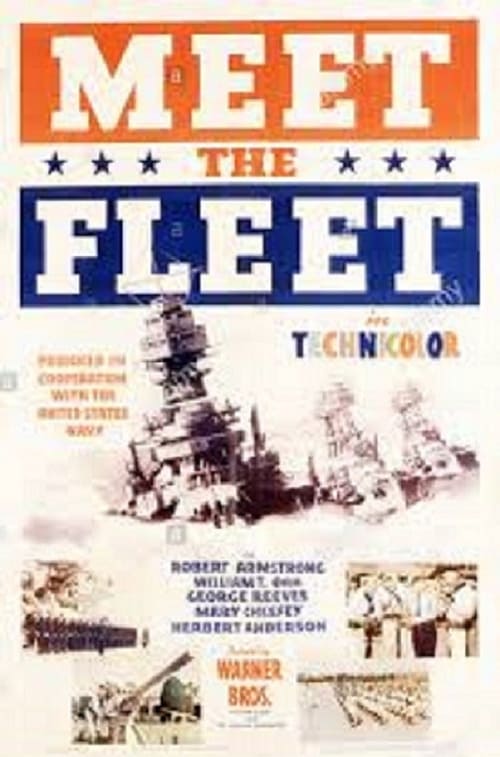 MEET
THE
FLEET
in
TECHNICOLOR
PRODUCED IN
COOPERATION
WITH THE
UNITED STATES
NAVY
ROBERT ARMSTRONG
WILLIAM T. ORR
GEORGE REEVES
MARY
HERBERT ANDERSON
WARNER
BROS.